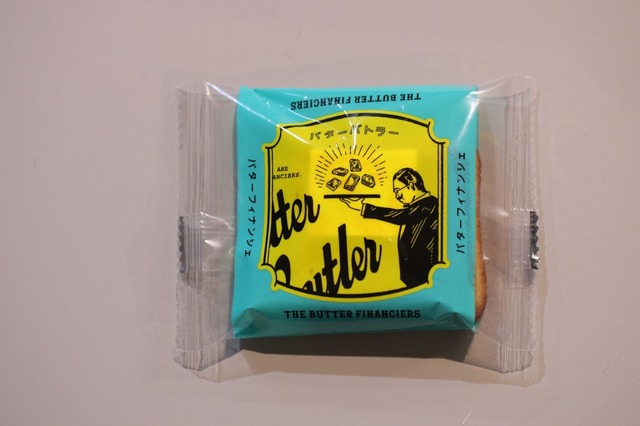 THE BUTTER FINANCIERS
バターバトラー
ARE
ANCIERS.
バターフィナンシェ
バターフィナンシェ
tter
utler
THE BUTTER FINANCIERS